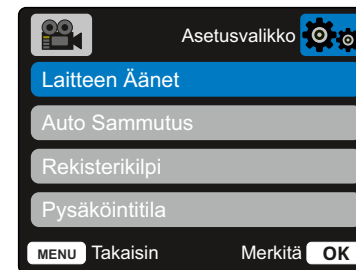 Asetusvalikko
Laitteen Äänet
Auto Sammutus
Rekisterikilpi
Pysäköintitila
MENU Takaisin Merkitä OK